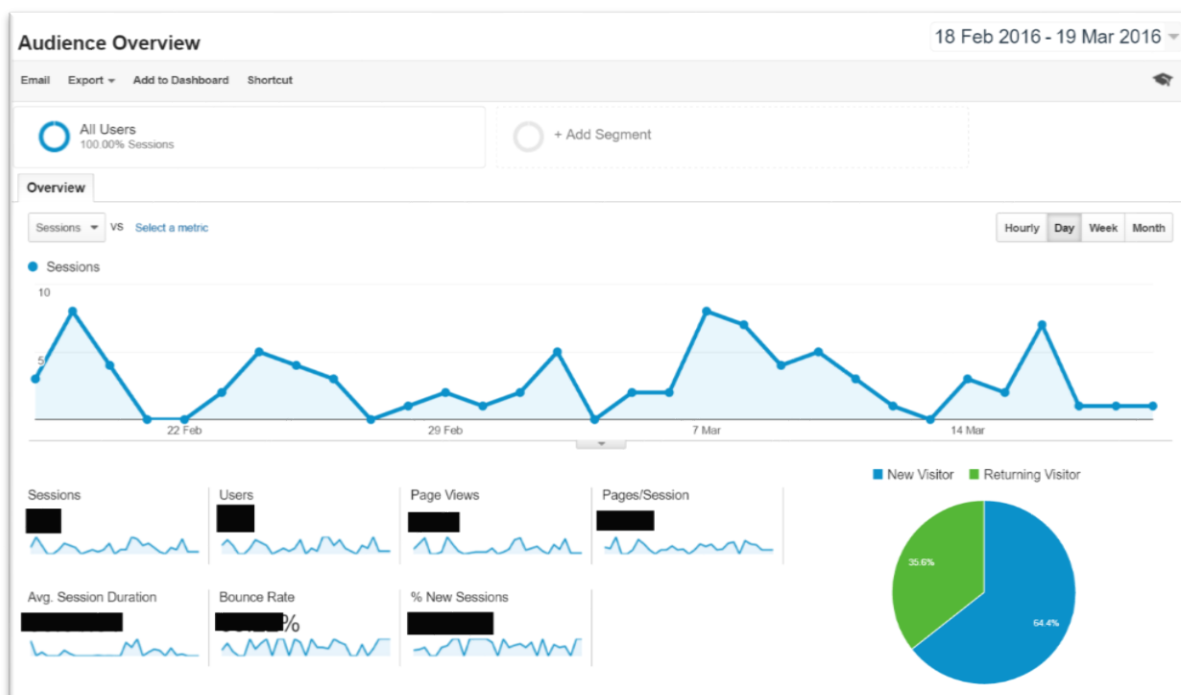 Audience Overview
18 Feb 2016 - 19 Mar 2016
Email Export Add to Dashboard Shortcut
All Users
100.00% Sessions
+ Add Segment
Overview
Sessions VS Select a metric
Hourly Day Week Month
Sessions
10
5
22 Feb 29 Feb 7 Mar 14 Mar
New Visitor Returning Visitor
Sessions Users Page Views Pages/Session
Avg. Session Duration Bounce Rate % New Sessions
%
35.6%
64.4%